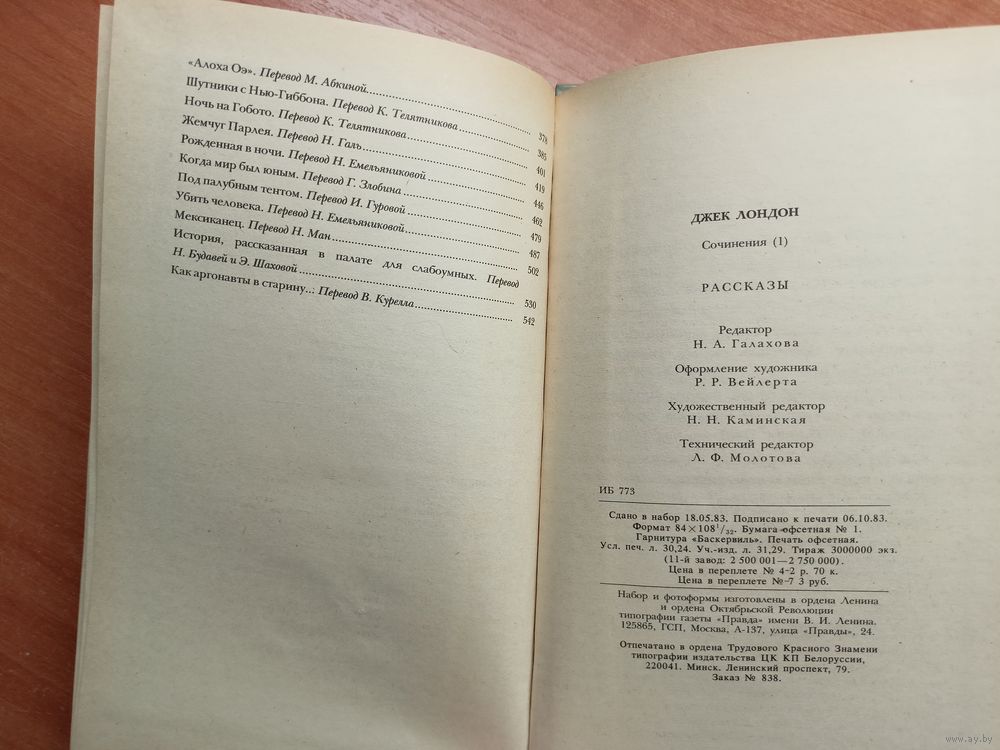 «Алоха Оэ». Перевод М. Абкиной 378
Шутники с Нью-Гиббона. Перевод К. Телятникова 385
Ночь на Гобото. Перевод К. Телятникова 401
Жемчуг Парлея. Перевод Н. Галь 419
Рожденная в ночи. Перевод Н. Емельяниковой 446
Когда мир был юным. Перевод Г. Злобина 462
Под палубным тентом. Перевод И. Гуровой 479
Убить человека. Перевод Н. Емельяниковой 487
Мексиканец. Перевод Н. Ман 502
История, рассказанная в палате для слабоумных. Перевод
Н. Будавей и Э. Шаховой 530
Как аргонавты в старину...: Перевод В. Курелла 542
ДЖЕК ЛОНДОН
Сочинения (1)
РАССКАЗЫ
Редактор
Н. А. Галахова
Оформление художника
Р. Р. Вейлерта
Художественный редактор
Н. Н. Каминская
Технический редактор
Л. Ф. Молотова
ИБ 773
Сдано в набор 18.05.83. Подписано к печати 06.10.83.
Формат 84×108¹/₃₂. Бумага офсетная № 1.
Гарнитура «Баскервиль». Печать офсетная.
Усл. печ. л. 30,24. Уч.-изд. л. 31,29. Тираж 3000000 экз.
(11-й завод: 2 500 001—2 750 000).
Цена в переплете № 4-2 р. 70 к.
Цена в переплете №-7 3 руб.
Набор и фотоформы изготовлены в ордена Ленина
и ордена Октябрьской Революции
типографии газеты «Правда» имени В. И. Ленина.
125865, ГСП, Москва, А-137, улица «Правды», 24.
Отпечатано в ордена Трудового Красного Знамени
типографии издательства ЦК КП Белоруссии,
220041. Минск. Ленинский проспект, 79.
Заказ № 838.
www.ay.by